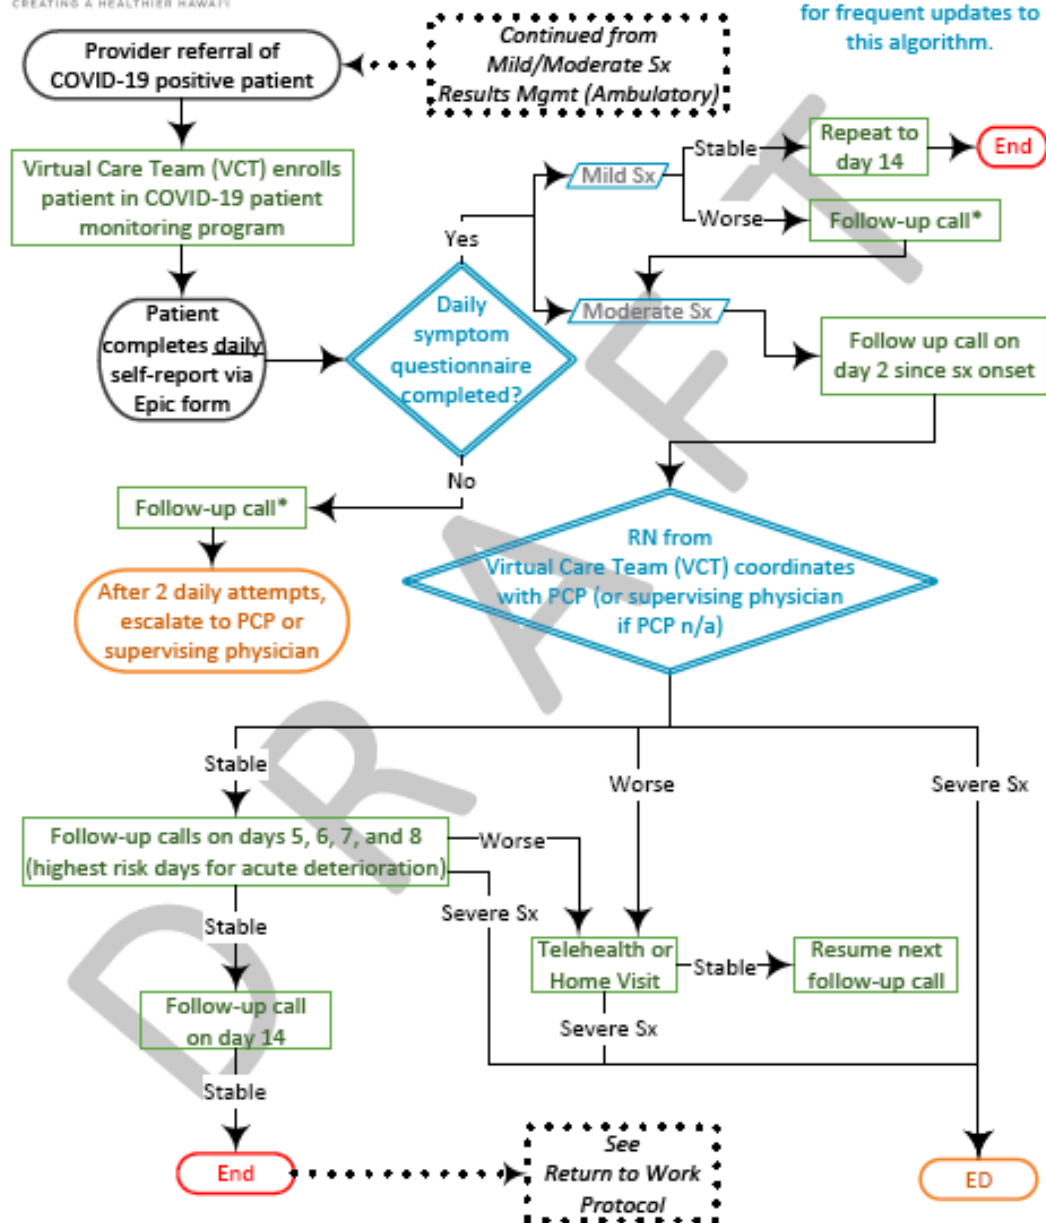 CREATING A HEALTHIER HAWAI'I
for frequent updates to
this algorithm.
Continued from
Mild/Moderate Sx
Results Mgmt (Ambulatory)
Provider referral of
COVID-19 positive patient
Virtual Care Team (VCT) enrolls
patient in COVID-19 patient
monitoring program
Patient
completes daily
self-report via
Epic form
Daily
symptom
questionnaire
completed?
Yes
No
Mild Sx
Stable
Repeat to
day 14
End
Worse
Follow-up call*
Moderate Sx
Follow up call on
day 2 since sx onset
Follow-up call*
After 2 daily attempts,
escalate to PCP or
supervising physician
RN from
Virtual Care Team (VCT) coordinates
with PCP (or supervising physician
if PCP n/a)
Stable
Worse
Severe Sx
Follow-up calls on days 5, 6, 7, and 8
(highest risk days for acute deterioration)
Worse
Severe Sx
Stable
Telehealth or
Home Visit
Stable
Resume next
follow-up call
Severe Sx
Follow-up call
on day 14
Stable
End
See
Return to Work
Protocol
ED
DRAFT